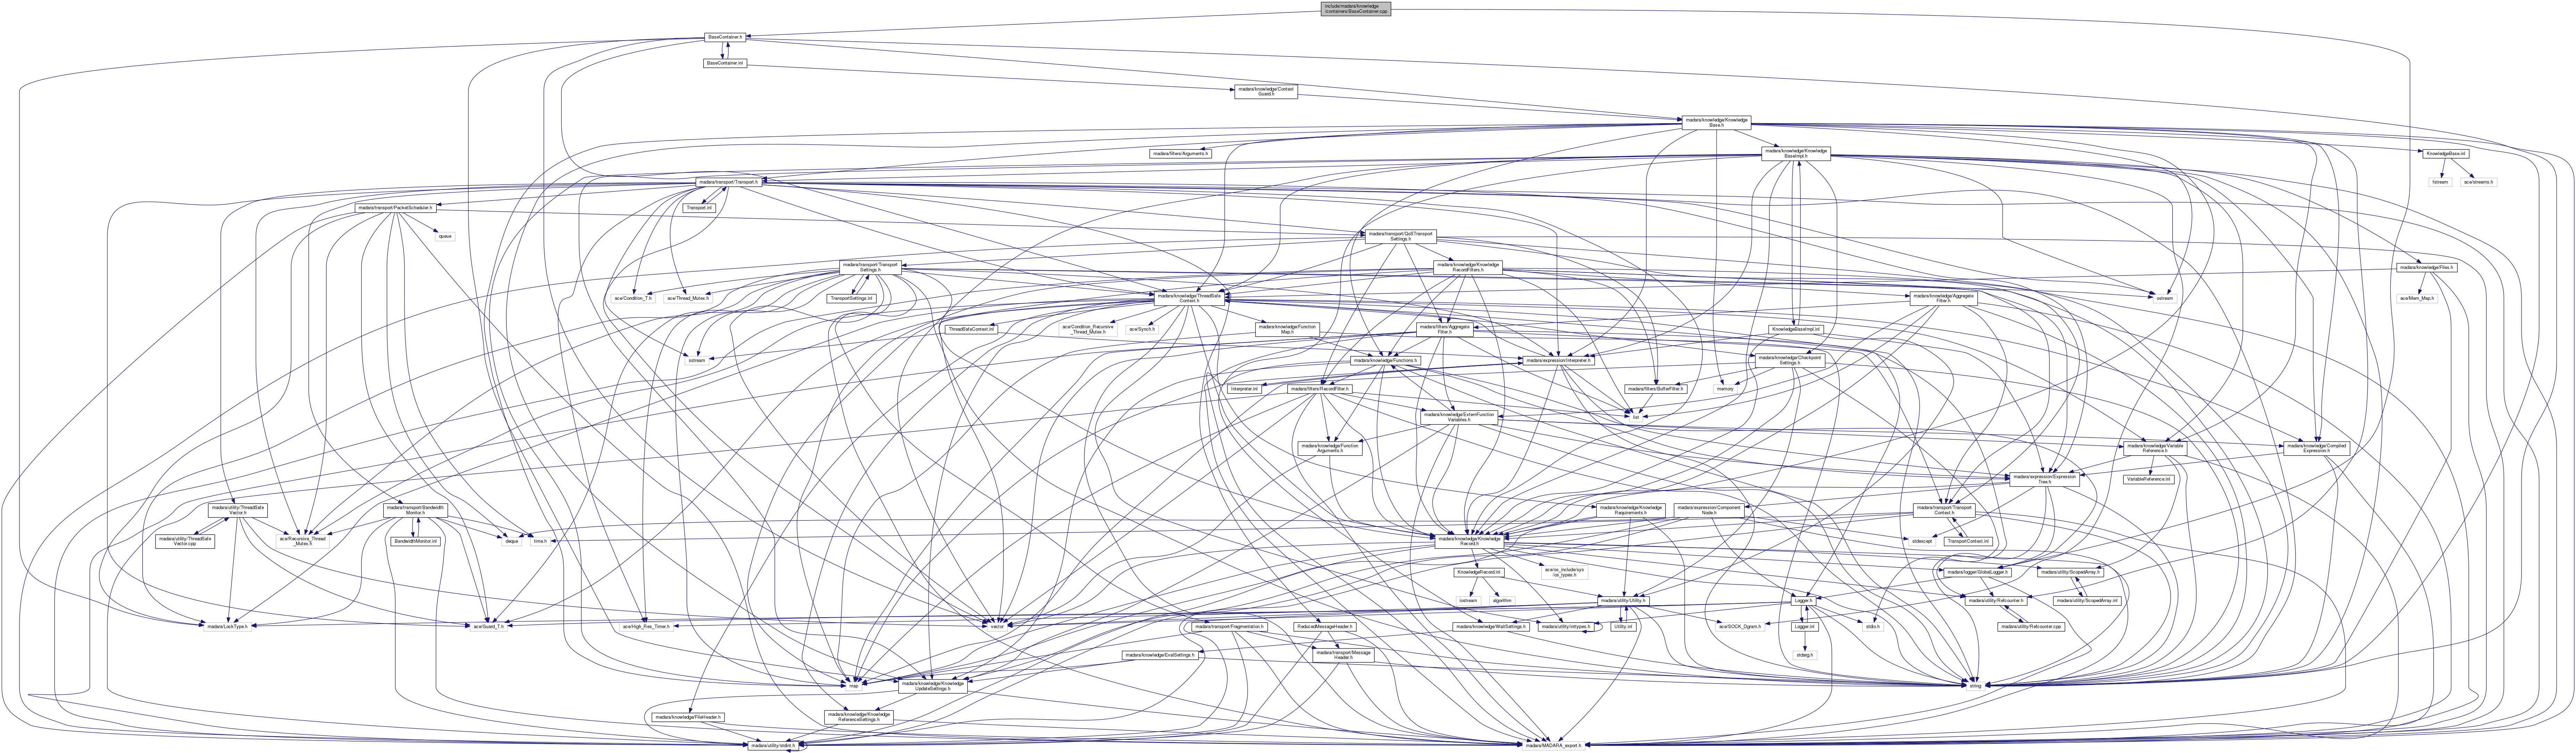 include/madara/knowledge
/containers/BaseContainer.cpp
BaseContainer.h
BaseContainer.inl
madara/knowledge/Context
Guard.h
madara/knowledge/Knowledge
Base.h
madara/filters/Arguments.h
madara/knowledge/Knowledge
BaseImpl.h
KnowledgeBase.inl
madara/transport/Transport.h
fstream
ace/streams.h
Transport.inl
madara/transport/PacketScheduler.h
queue
madara/transport/QoSTransport
Settings.h
madara/transport/Transport
Settings.h
madara/knowledge/Knowledge
RecordFilters.h
madara/knowledge/Files.h
ace/Condition_T.h
ace/Thread_Mutex.h
TransportSettings.inl
madara/knowledge/ThreadSafe
Context.h
madara/knowledge/Aggregate
Filter.h
sstream
ace/Mem_Map.h
ThreadSafeContext.inl
ace/Condition_Recursive
_Thread_Mutex.h
ace/Synch.h
madara/knowledge/Function
Map.h
madara/filters/Aggregate
Filter.h
KnowledgeBaseImpl.inl
sstream
madara/knowledge/Functions.h
madara/expression/Interpreter.h
madara/knowledge/Checkpoint
Settings.h
Interpreter.inl
madara/filters/RecordFilter.h
madara/filters/BufferFilter.h
memory
list
madara/knowledge/ExternFunction
Variables.h
madara/knowledge/Function
Arguments.h
madara/knowledge/Variable
Reference.h
madara/knowledge/Compiled
Expression.h
madara/expression/Expression
Tree.h
VariableReference.inl
madara/utility/ThreadSafe
Vector.h
madara/transport/Bandwidth
Monitor.h
madara/knowledge/Knowledge
Requirements.h
madara/expression/Component
Node.h
madara/transport/Transport
Context.h
madara/utility/ThreadSafe
Vector.cpp
ace/Recursive_Thread
_Mutex.h
BandwidthMonitor.inl
deque
time.h
madara/knowledge/Knowledge
Record.h
stdexcept
TransportContext.inl
KnowledgeRecord.inl
ace/os_include/sys
/os_types.h
madara/logger/GlobalLogger.h
madara/utility/ScopedArray.h
iostream
algorithm
madara/utility/Utility.h
Logger.h
madara/utility/Refcounter.h
madara/utility/ScopedArray.inl
madara/LockType.h
ace/Guard_T.h
ace/High_Res_Timer.h
vector
madara/transport/Fragmentation.h
ReducedMessageHeader.h
madara/knowledge/WaitSettings.h
madara/utility/inttypes.h
Utility.inl
ace/SOCK_Dgram.h
Logger.inl
stdio.h
madara/utility/Refcounter.cpp
madara/knowledge/EvalSettings.h
madara/transport/Message
Header.h
stdarg.h
map
madara/knowledge/Knowledge
UpdateSettings.h
string
madara/knowledge/FileHeader.h
madara/knowledge/Knowledge
ReferenceSettings.h
madara/utility/stdint.h
madara/MADARA_export.h